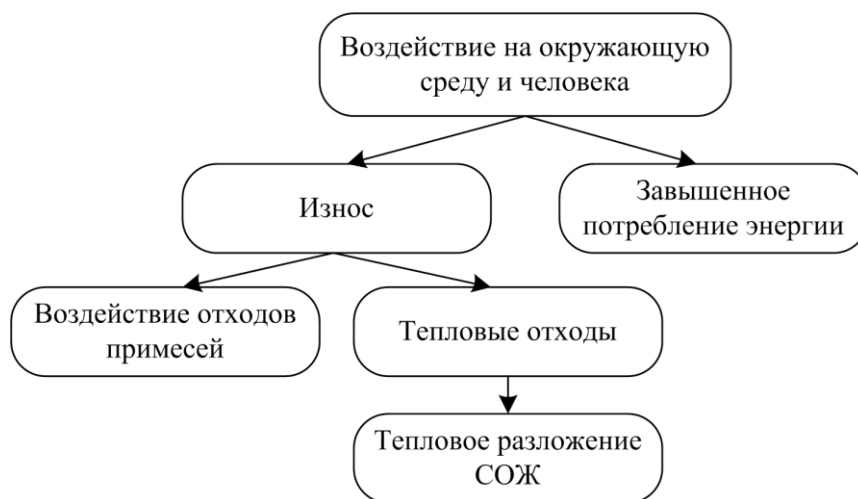 Воздействие на окружающую
среду и человека
Износ
Завышенное
потребление энергии
Воздействие отходов
примесей
Тепловые отходы
Тепловое разложение
СОЖ